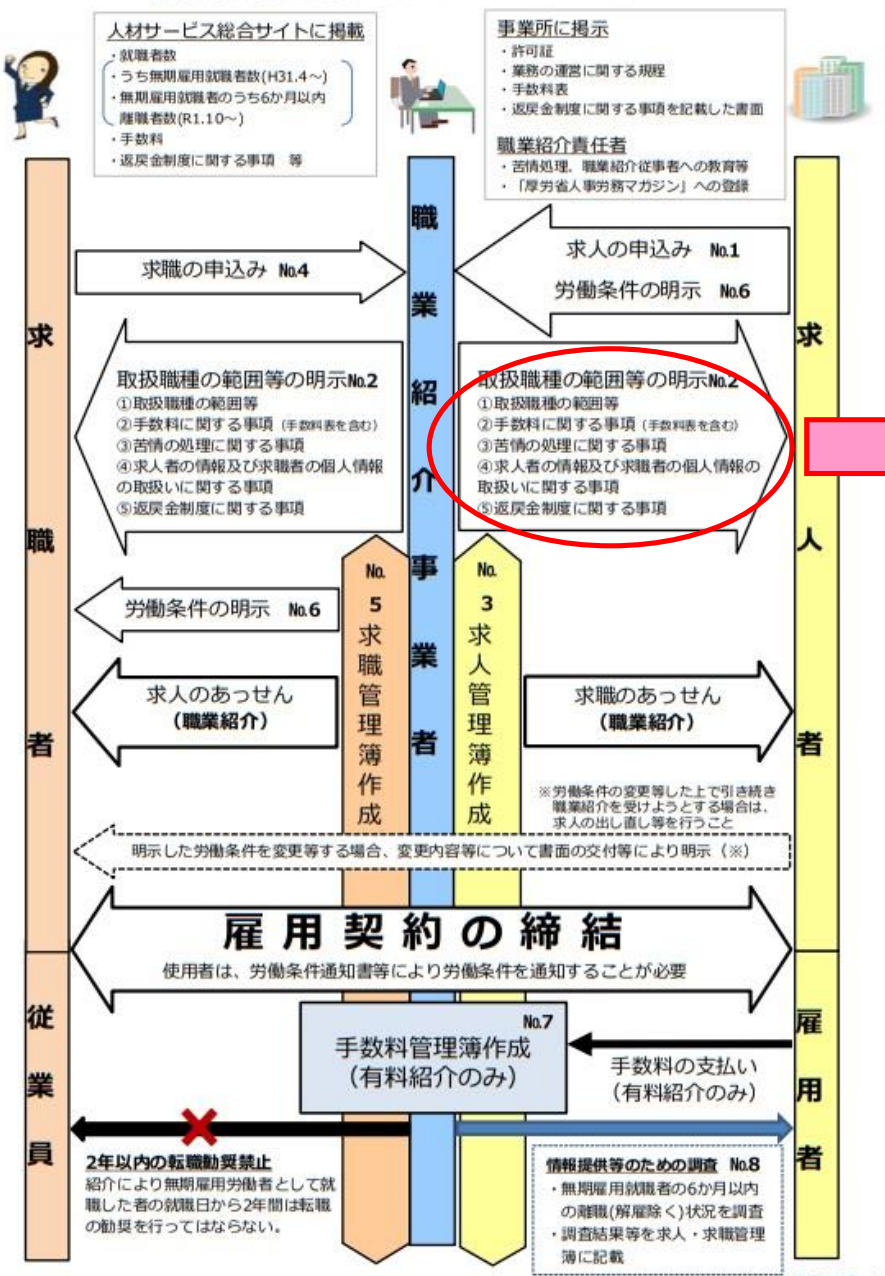 人材サービス総合サイトに掲載
・就職者数
・うち無期雇用就職者数(H31.4～)
・無期雇用就職者のうち6か月以内
離職者数(R1.10～)
・手数料
・返戻金制度に関する事項　等
事業所に掲示
・許可証
・業務の運営に関する規程
・手数料表
・返戻金制度に関する事項を記載した書面
職業紹介責任者
・苦情処理、職業紹介従事者への教育等
・「厚労省人事労務マガジン」への登録
求職者
職業紹介事業者
求人者
求職の申込み No.4
求人の申込み No.1
労働条件の明示 No.6
取扱職種の範囲等の明示No.2
①取扱職種の範囲等
②手数料に関する事項（手数料表を含む）
③苦情の処理に関する事項
④求人者の情報及び求職者の個人情報
の取扱いに関する事項
⑤返戻金制度に関する事項
取扱職種の範囲等の明示No.2
①取扱職種の範囲等
②手数料に関する事項（手数料表を含む）
③苦情の処理に関する事項
④求人者の情報及び求職者の個人情報の
取扱いに関する事項
⑤返戻金制度に関する事項
No.5求職管理簿作成
No.3求人管理簿作成
労働条件の明示 No.6
求人のあっせん
（職業紹介）
求職のあっせん
（職業紹介）
※労働条件の変更等した上で引き続き
職業紹介を受けようとする場合は、
求人の出し直し等を行うこと
明示した労働条件を変更等する場合、変更内容等について書面の交付等により明示（※）
雇用契約の締結
使用者は、労働条件通知書等により労働条件を通知することが必要
従業員
雇用者
No.7
手数料管理簿作成
（有料紹介のみ）
手数料の支払い
（有料紹介のみ）
2年以内の転職勧奨禁止
紹介により無期雇用労働者として就
職した者の就職日から2年間は転職
の勧奨を行ってはならない。
情報提供等のための調査 No.8
・無期雇用就職者の6か月以内
の離職(解雇除く)状況を調査
・調査結果等を求人・求職管理
簿に記載